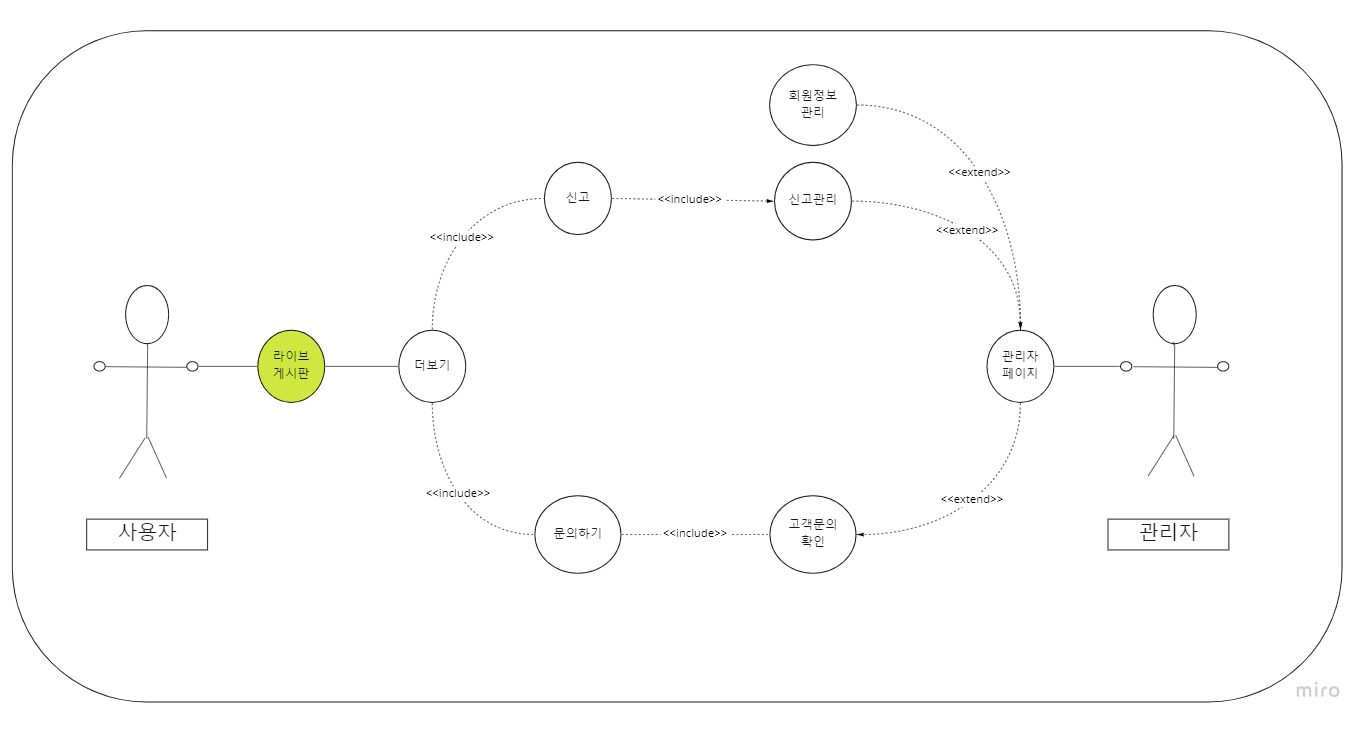 회원정보
관리
<<extend>>
신고
<<include>>
신고관리
<<include>>
<<extend>>
라이브
게시판
더보기
관리자
페이지
<<include>>
<<extend>>
사용자
문의하기
<<include>>
고객문의
확인
관리자
miro